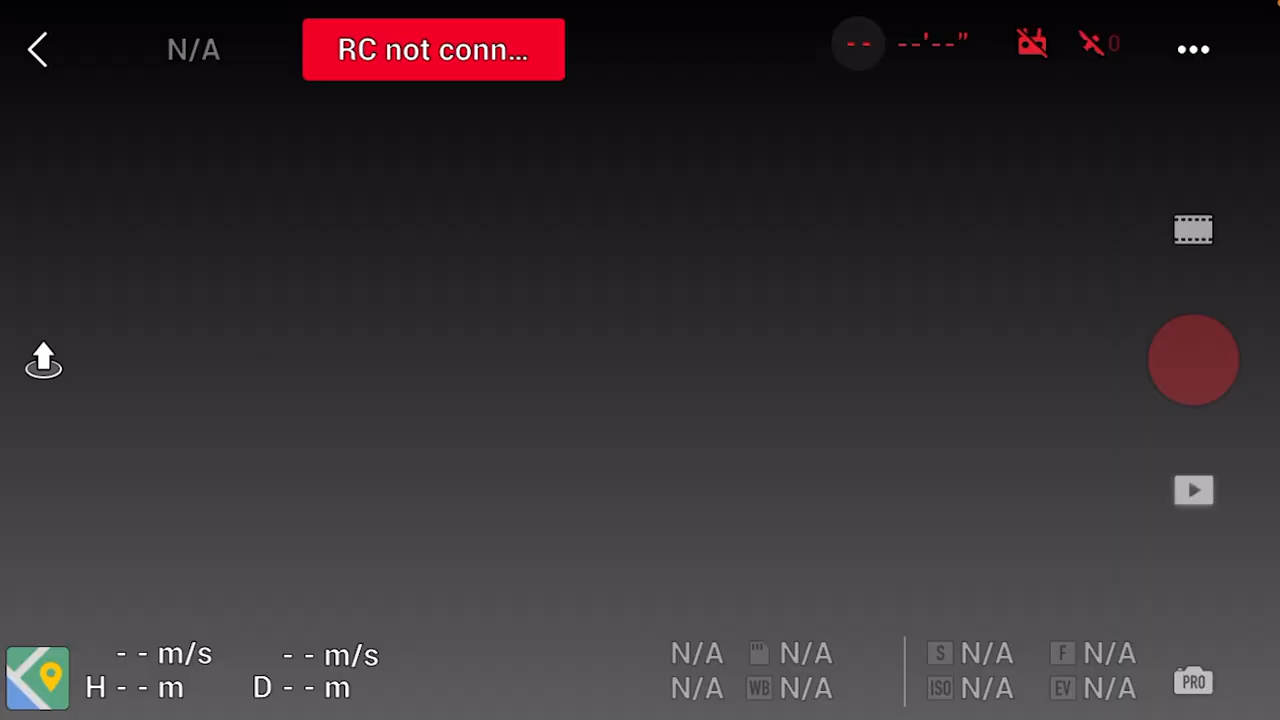 N/A
RC not conn...
-- --'--"
0
- - m/s - - m/s
H - - m D - - m
N/A N/A S N/A F N/A
N/A WB N/A ISO N/A EV N/A
PRO